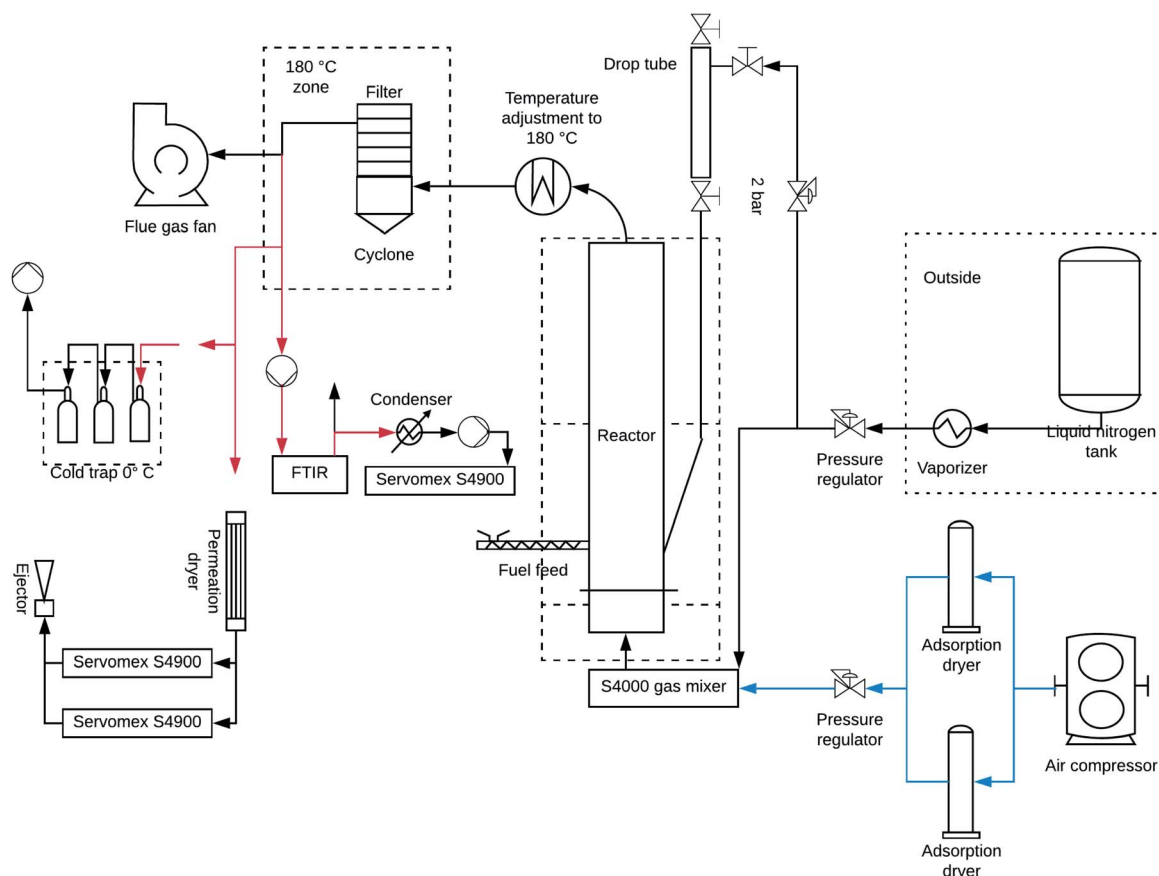 180 °C
zone
Filter
Drop tube
Temperature
adjustment to
180 °C
Flue gas fan
Cyclone
2 bar
Outside
Condenser
Reactor
Liquid nitrogen
tank
Pressure
regulator
Vaporizer
Cold trap 0° C
FTIR
Servomex S4900
Permeation
dryer
Fuel feed
Ejector
Adsorption
dryer
Servomex S4900
S4000 gas mixer
Servomex S4900
Pressure
regulator
Air compressor
Adsorption
dryer